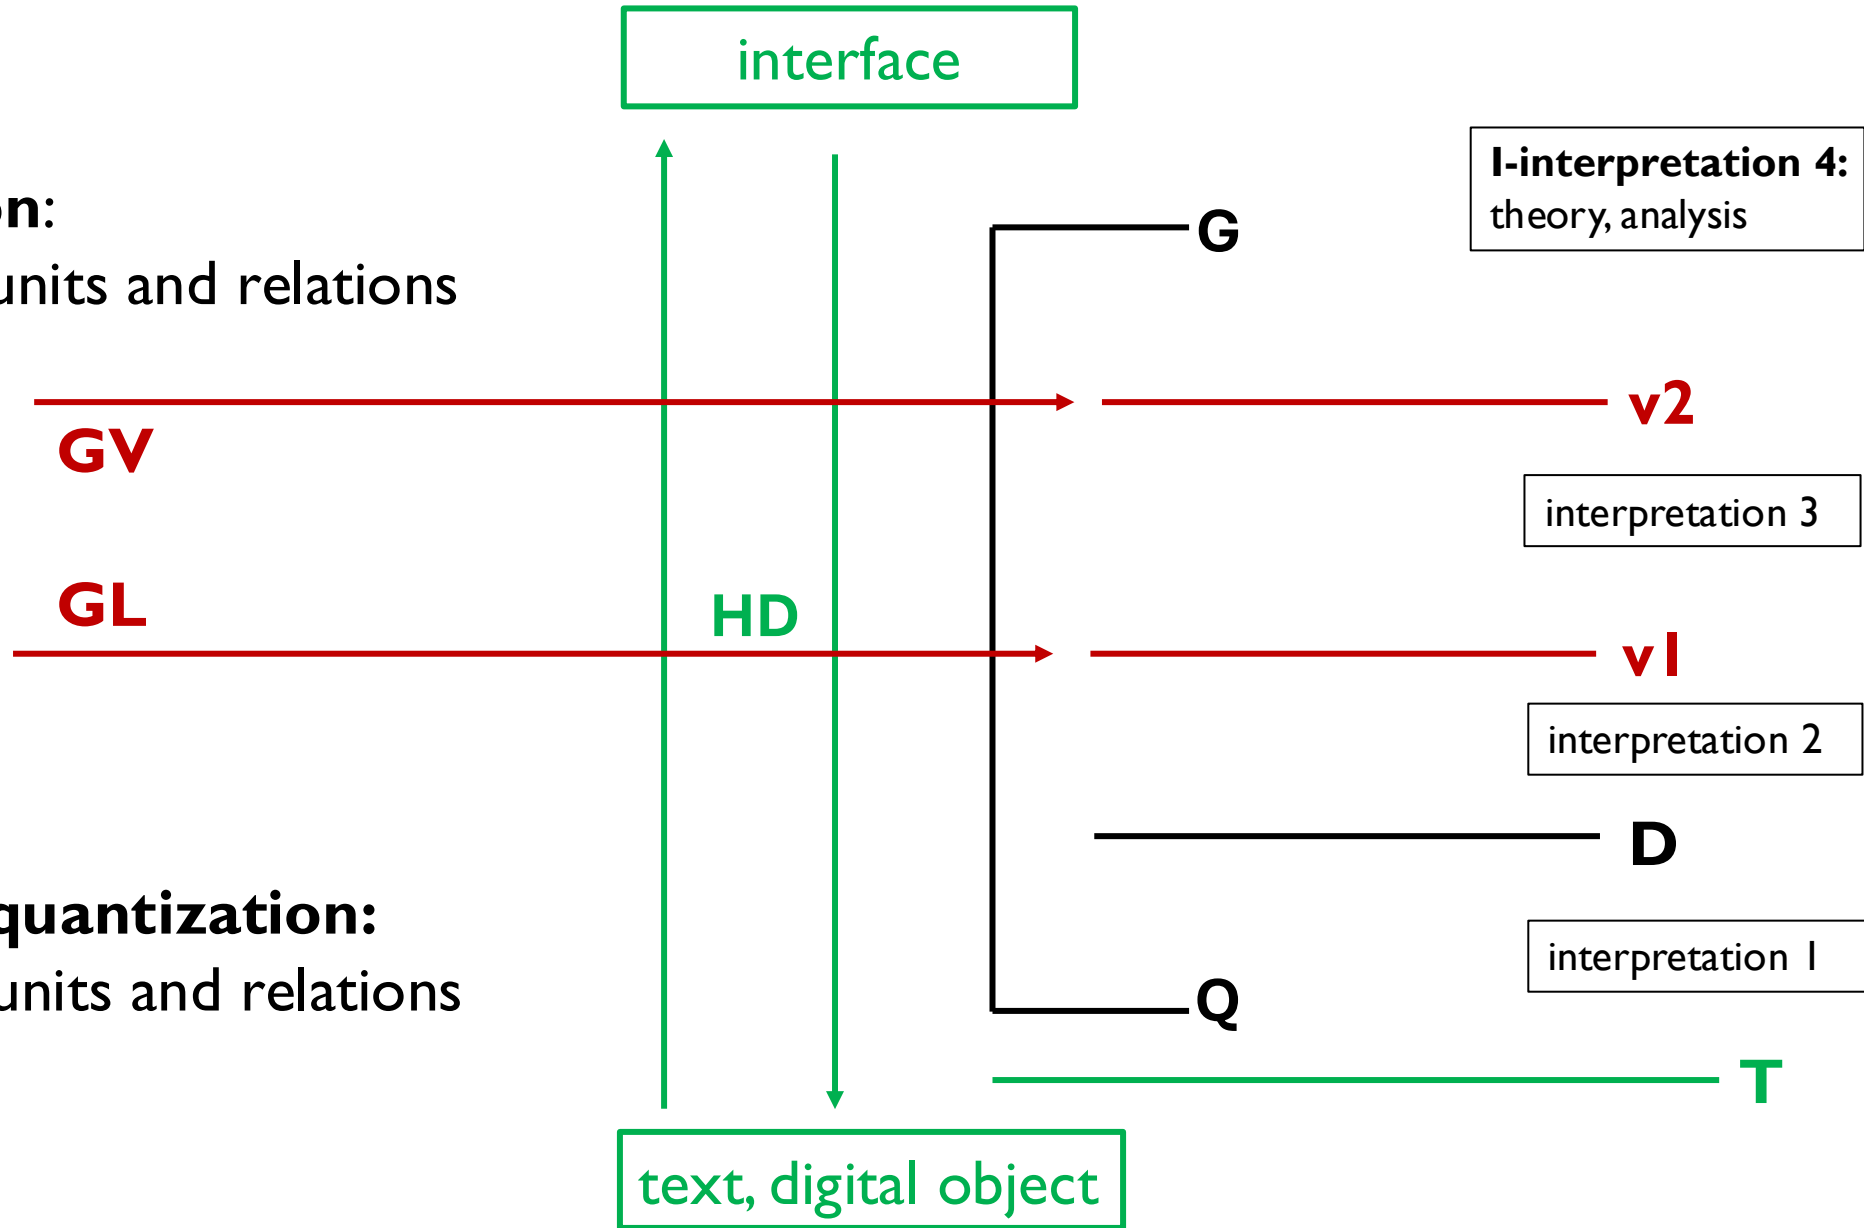 interface
I-interpretation 4:
theory, analysis
on:
units and relations
G
v2
GV
interpretation 3
GL
HD
v1
interpretation 2
D
quantization:
units and relations
interpretation 1
Q
T
text, digital object